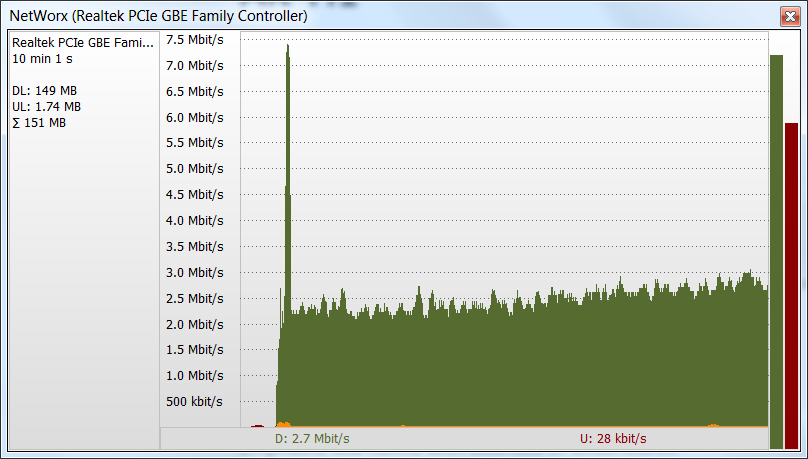 NetWorx (Realtek PCIe GBE Family Controller)
Realtek PCIe GBE Fami...
10 min 1 s
DL: 149 MB
UL: 1.74 MB
Σ 151 MB
7.5 Mbit/s
7.0 Mbit/s
6.5 Mbit/s
6.0 Mbit/s
5.5 Mbit/s
5.0 Mbit/s
4.5 Mbit/s
4.0 Mbit/s
3.5 Mbit/s
3.0 Mbit/s
2.5 Mbit/s
2.0 Mbit/s
1.5 Mbit/s
1.0 Mbit/s
500 kbit/s
D: 2.7 Mbit/s U: 28 kbit/s